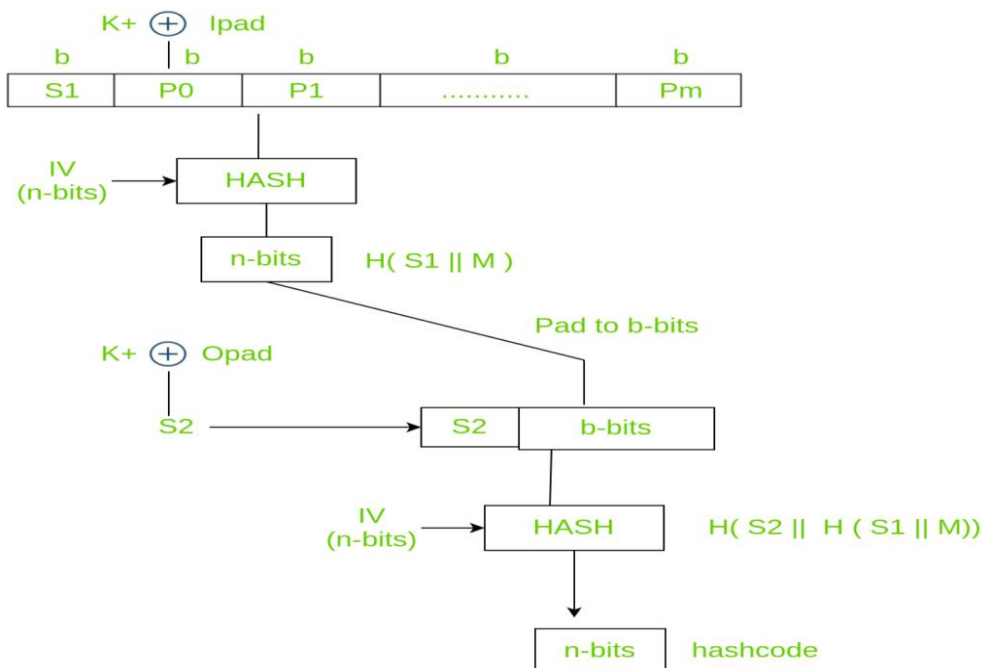 K+ Ipad
b b b b b
S1 P0 P1 ........... Pm
IV
(n-bits)
HASH
n-bits H( S1 || M )
Pad to b-bits
K+ Opad
S2 S2 b-bits
IV
(n-bits)
HASH H( S2 || H ( S1 || M))
n-bits hashcode